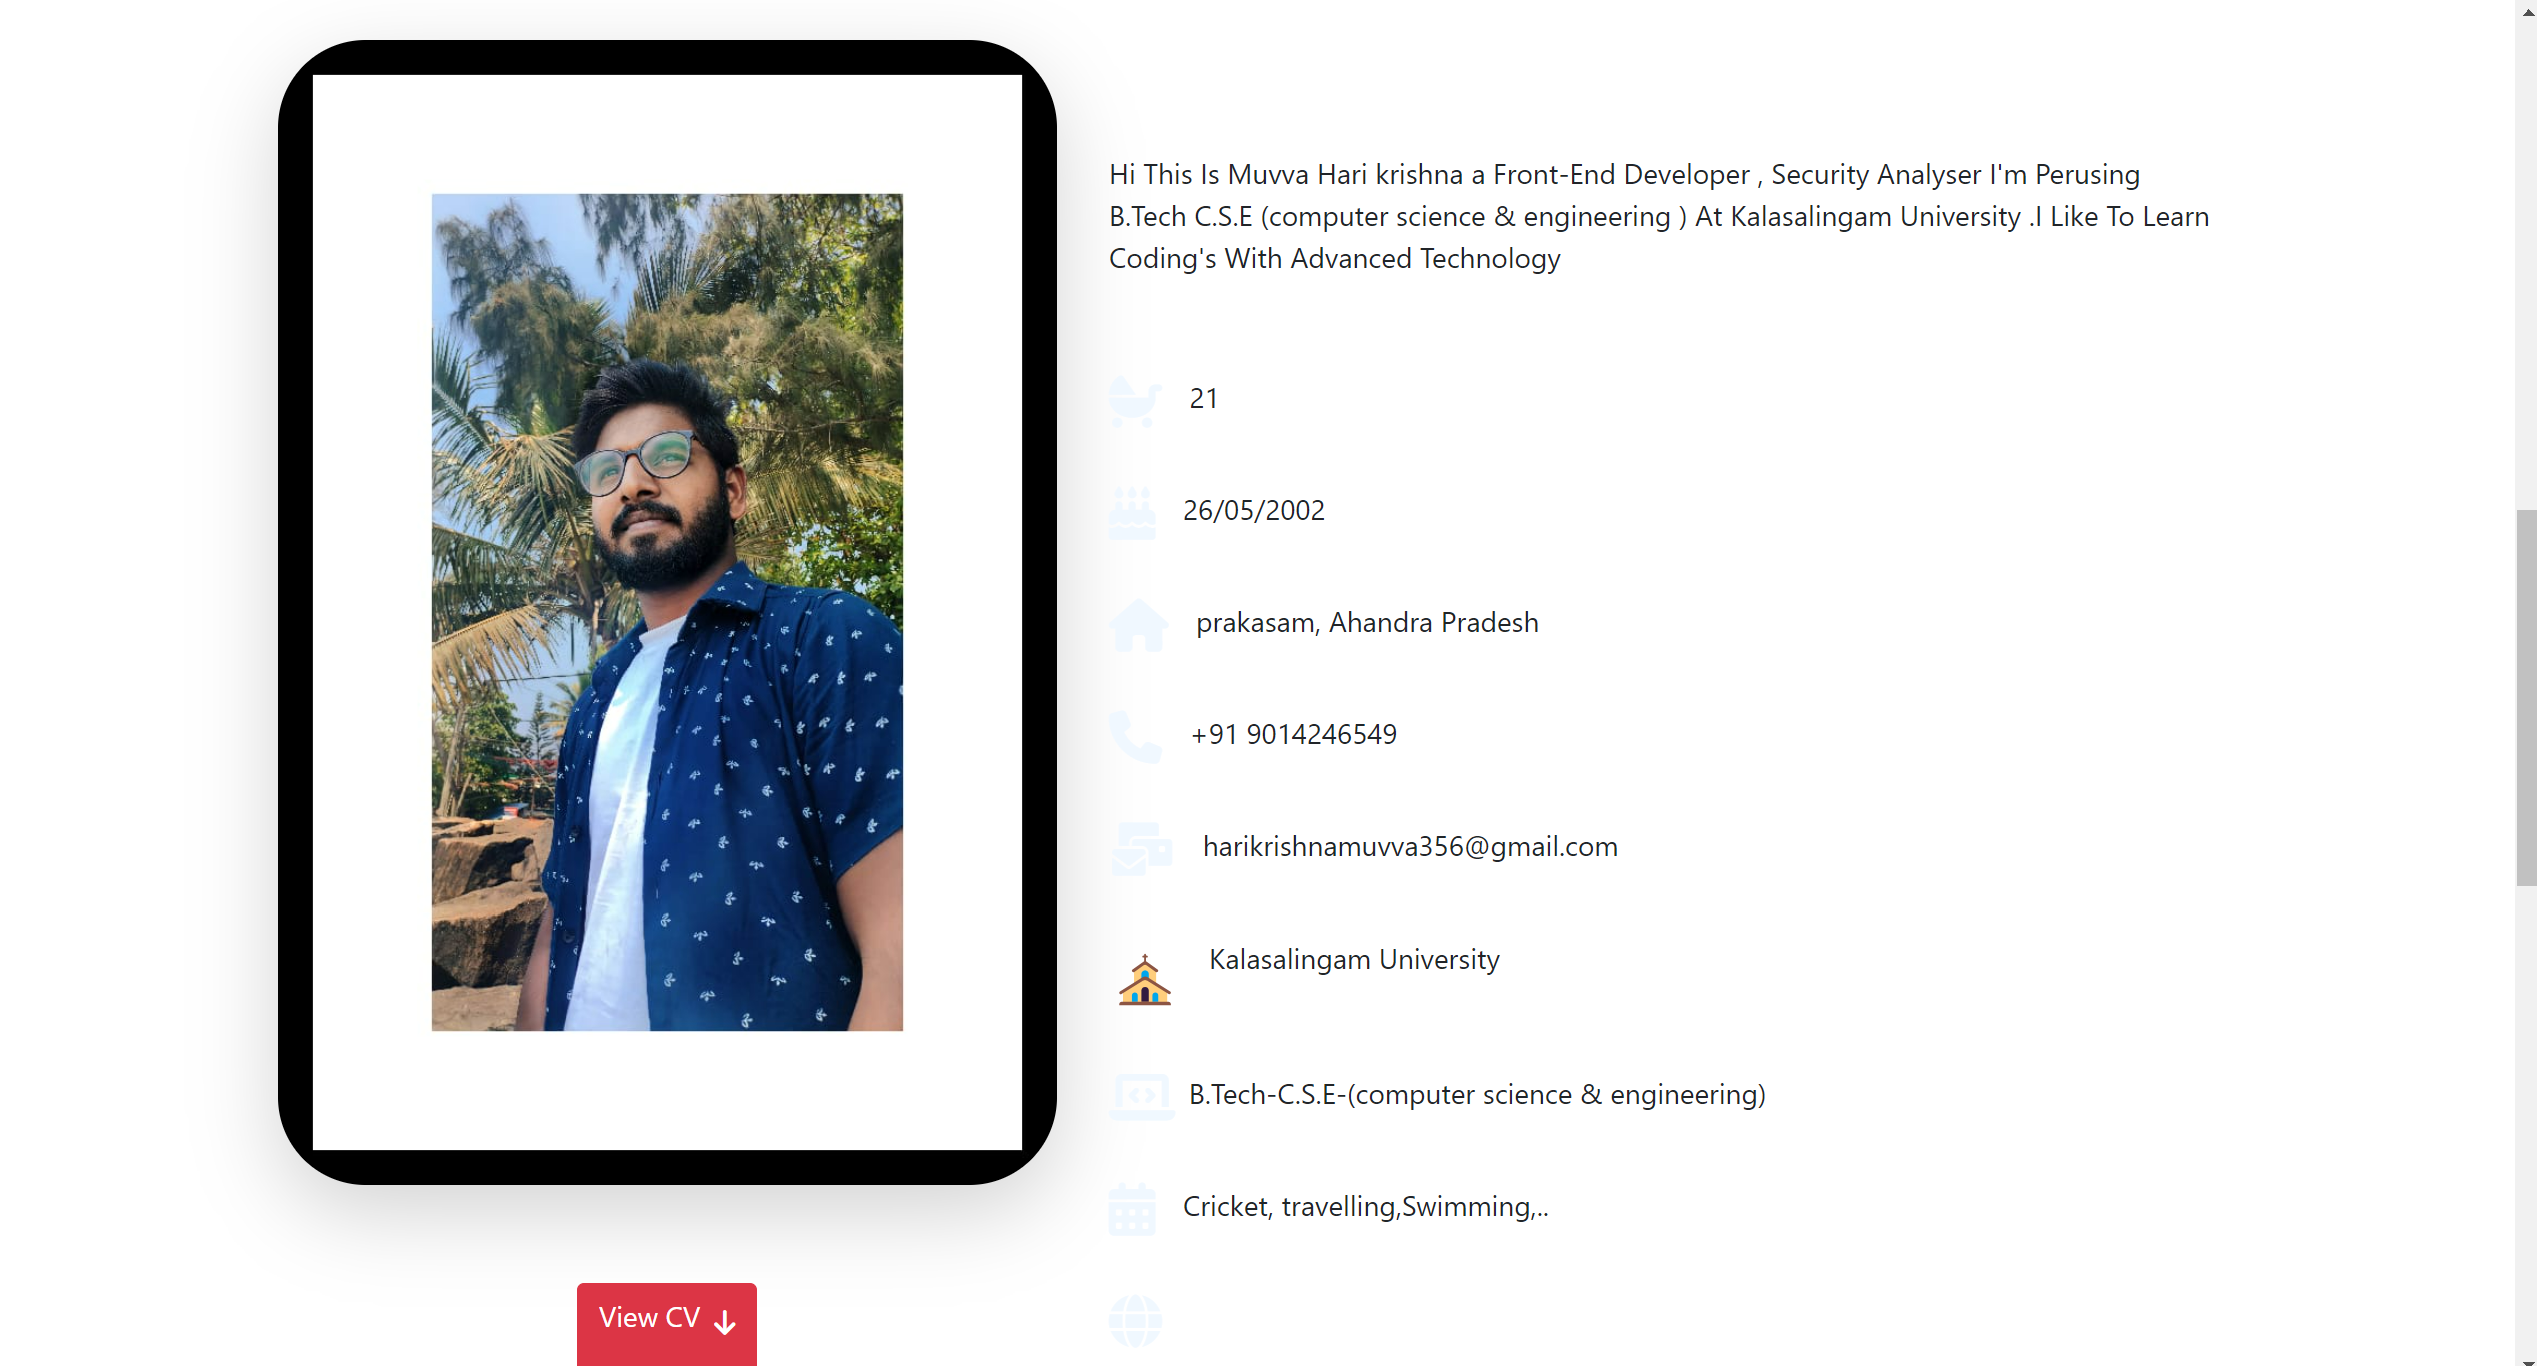 Hi This Is Muvva Hari krishna a Front-End Developer , Security Analyser I'm Perusing
B.Tech C.S.E (computer science & engineering ) At Kalasalingam University .I Like To Learn
Coding's With Advanced Technology
21
26/05/2002
prakasam, Ahandra Pradesh
+91 9014246549
harikrishnamuvva356@gmail.com
Kalasalingam University
B.Tech-C.S.E-(computer science & engineering)
Cricket, travelling,Swimming,..
View CV